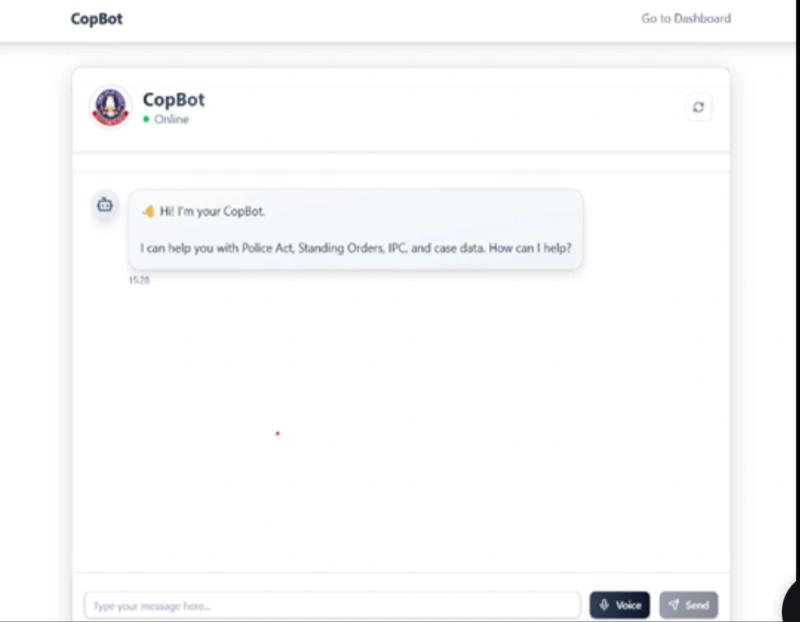 CopBot
Go to Dashboard
CopBot
Online
👋 Hi! I'm your CopBot.
I can help you with Police Act, Standing Orders, IPC, and case data. How can I help?
15:28
Type your message here...
Voice
Send